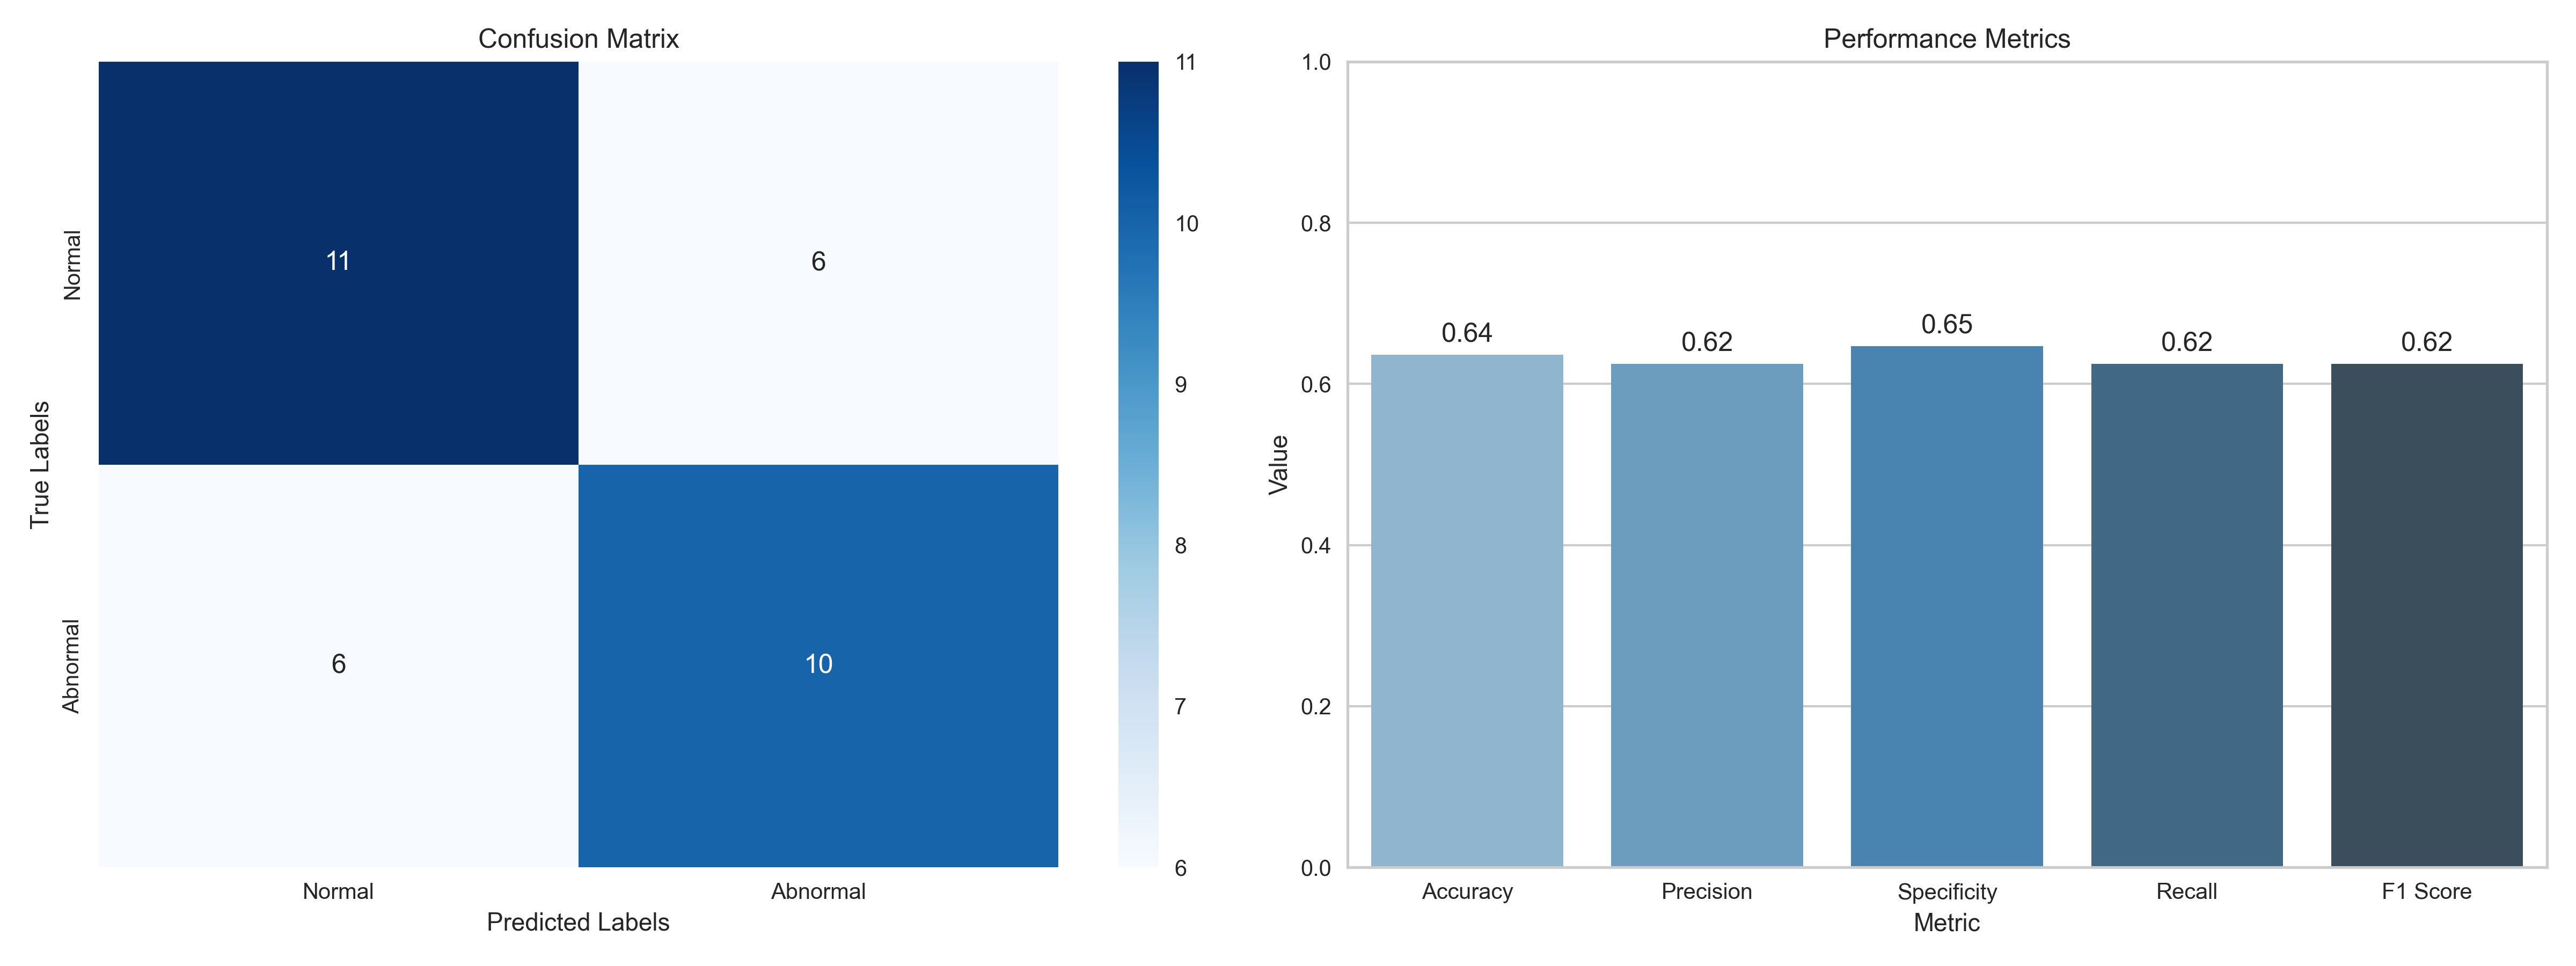 Confusion Matrix
True Labels
Normal
Abnormal
11
6
6
10
Normal
Abnormal
Predicted Labels
11
10
9
8
7
6
Performance Metrics
Value
1.0
0.8
0.6
0.4
0.2
0.0
0.64
0.62
0.65
0.62
0.62
Accuracy
Precision
Specificity
Recall
F1 Score
Metric